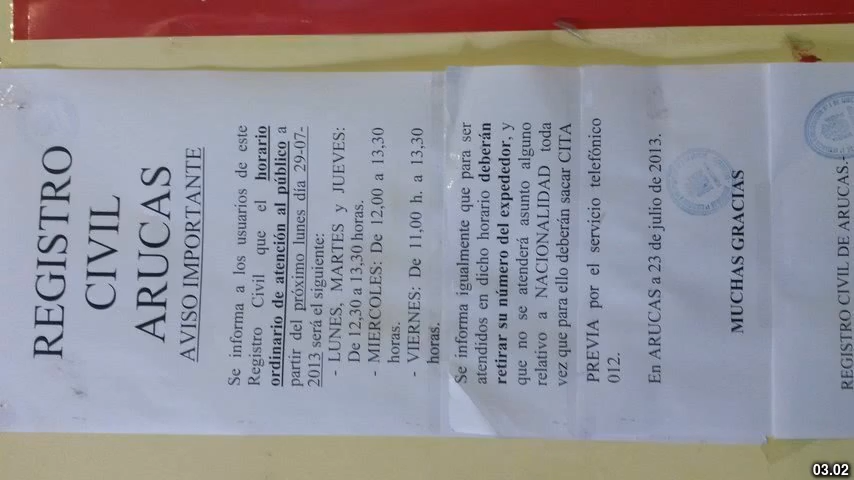 REGISTRO
CIVIL
ARUCAS
AVISO IMPORTANTE
Se informa a los usuarios de este
Registro Civil que el horario
ordinario de atención al público a
partir del próximo lunes día 29-07-
2013 será el siguiente:
- LUNES, MARTES y JUEVES:
De 12,30 a 13,30 horas.
- MIERCOLES: De 12,00 a 13,30
horas.
- VIERNES: De 11,00 h. a 13,30
horas.
Se informa igualmente que para ser
atendidos en dicho horario deberán
retirar su número del expededor, y
que no se atenderá asunto alguno
relativo a NACIONALIDAD toda
vez que para ello deberán sacar CITA
PREVIA por el servicio telefónico
012.
En ARUCAS a 23 de julio de 2013.
MUCHAS GRACIAS
REGISTRO CIVIL DE ARUCAS.-
03.02